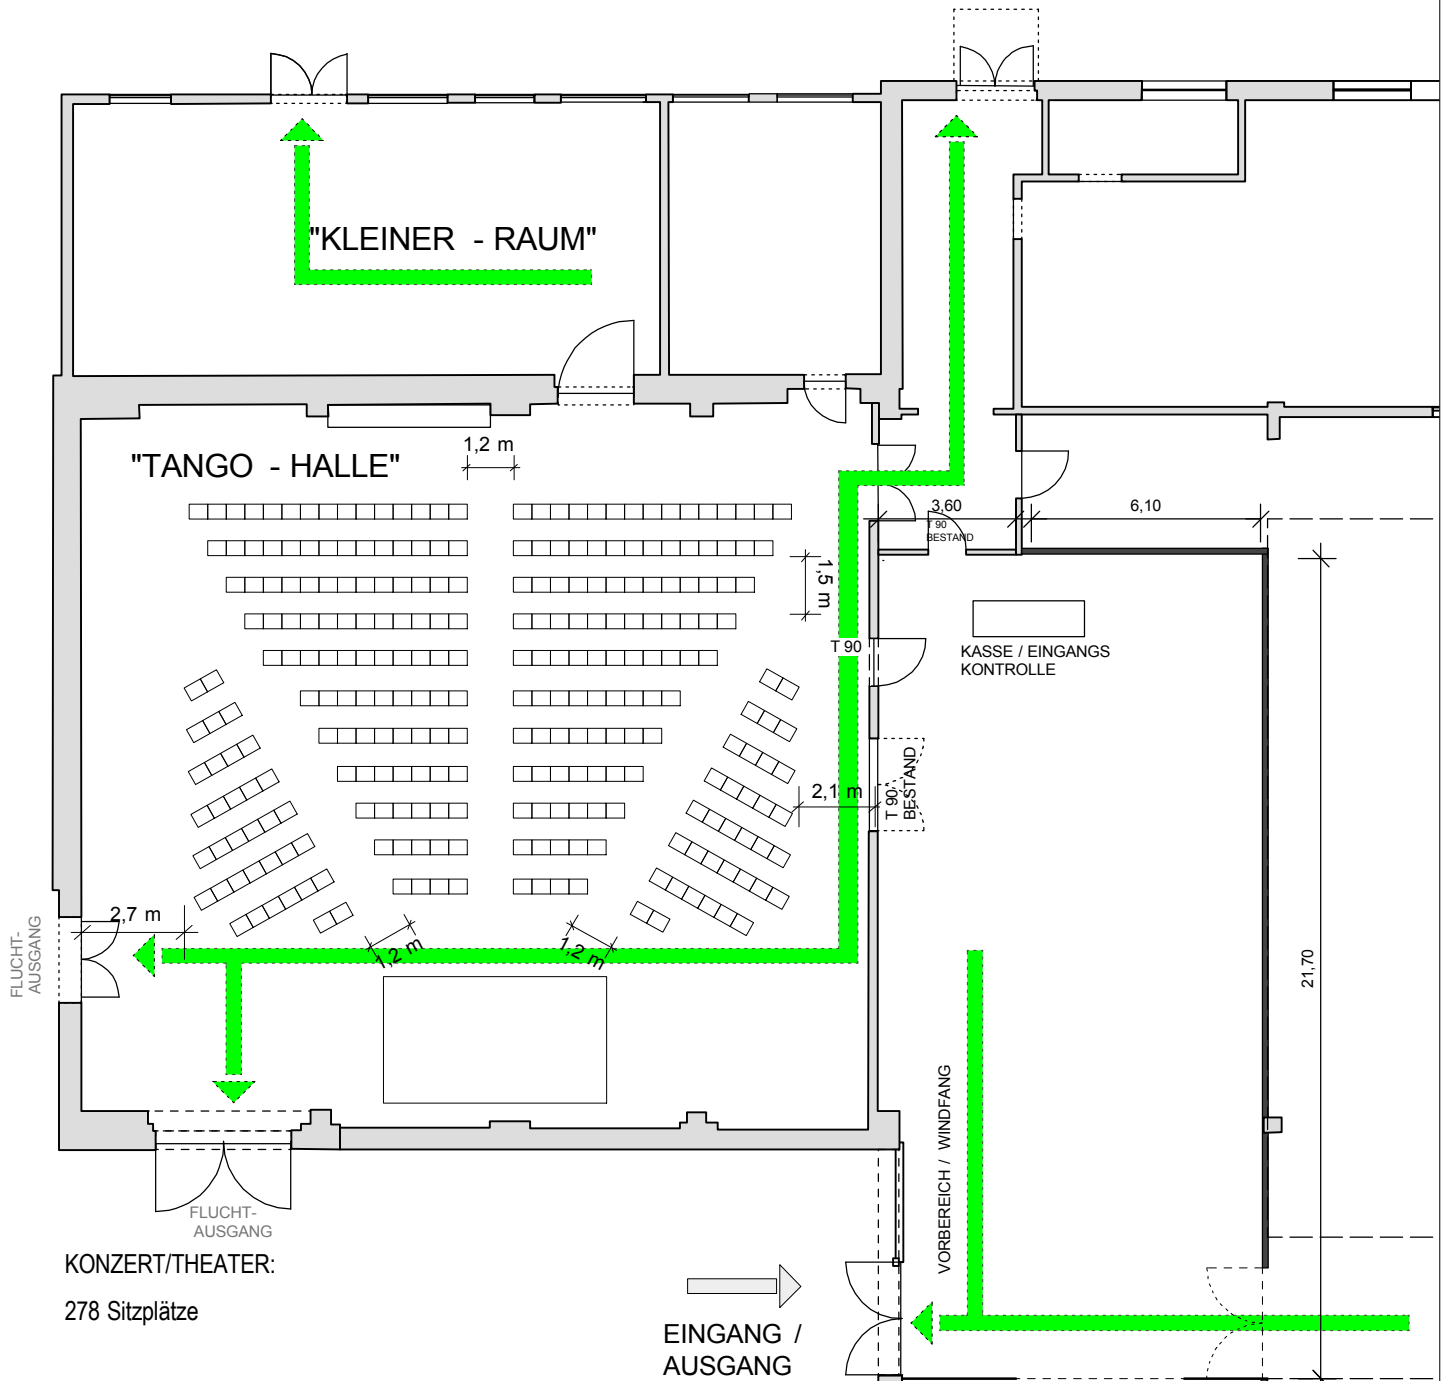 "KLEINER - RAUM"
"TANGO - HALLE"
1,2 m
3,60
6,10
T 90
BESTAND
1,5 m
T 90
KASSE / EINGANGS
KONTROLLE
2,1 m
T 90
BESTAND
2,7 m
FLUCHT-
AUSGANG
1,2 m
1,2 m
21,70
VORBEREICH / WINDFANG
FLUCHT-
AUSGANG
KONZERT/THEATER:
278 Sitzplätze
EINGANG /
AUSGANG